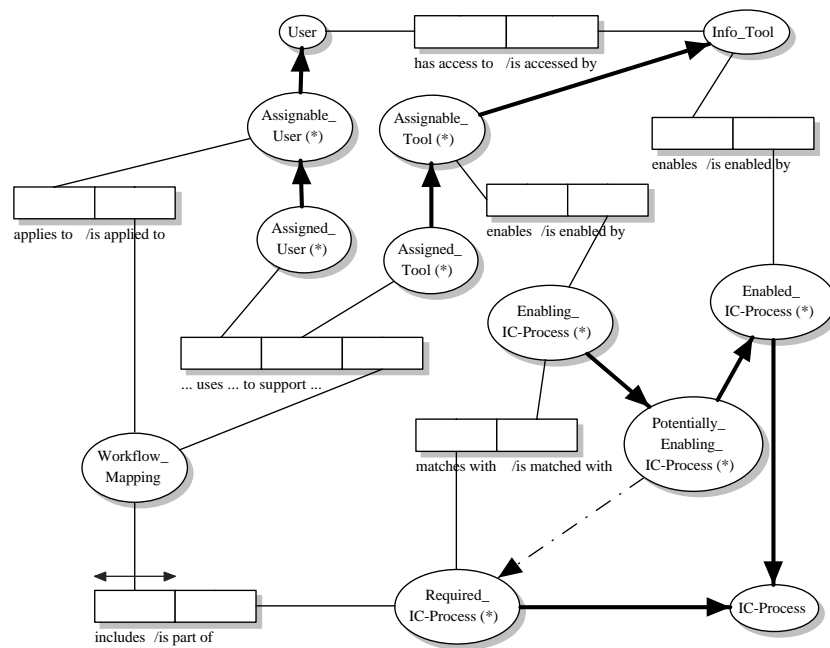 User
Info_Tool
has access to /is accessed by
Assignable_
User (*)
Assignable_
Tool (*)
enables /is enabled by
applies to /is applied to
Assigned_
User (*)
Assigned_
Tool (*)
enables /is enabled by
Enabling_
IC-Process (*)
Enabled_
IC-Process (*)
... uses ... to support ...
Potentially_
Enabling_
IC-Process (*)
Workflow_
Mapping
matches with /is matched with
Required_
IC-Process (*)
IC-Process
includes /is part of